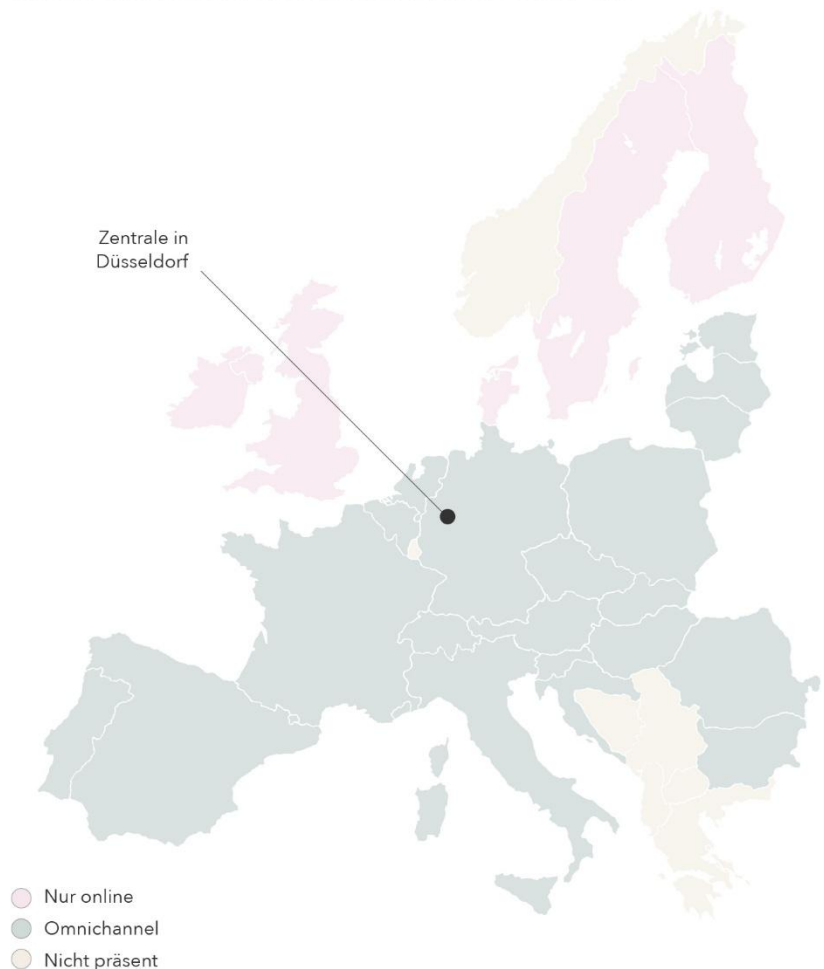 Zentrale in
Düsseldorf
Nur online
Omnichannel
Nicht präsent